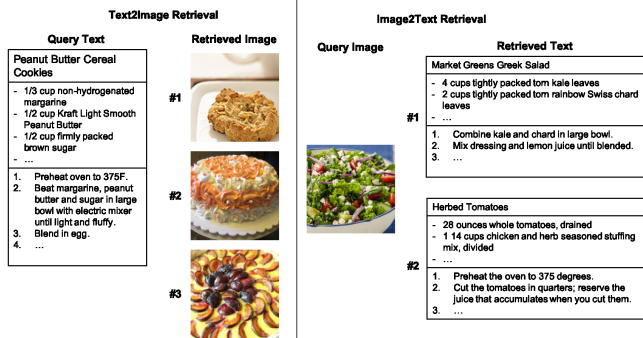 Text2Image Retrieval
Query Text
Retrieved Image
Peanut Butter Cereal
Cookies
- 1/3 cup non-hydrogenated
margarine
- 1/2 cup Kraft Light Smooth
Peanut Butter
- 1/2 cup firmly packed
brown sugar
- ...
1. Preheat oven to 375F.
2. Beat margarine, peanut
butter and sugar in large
bowl with electric mixer
until light and fluffy.
3. Blend in egg.
4. ...
#1
#2
#3
Image2Text Retrieval
Query Image
Retrieved Text
#1
Market Greens Greek Salad
- 4 cups tightly packed torn kale leaves
- 2 cups tightly packed torn rainbow Swiss chard
leaves
- ...
1. Combine kale and chard in large bowl.
2. Mix dressing and lemon juice until blended.
3. ...
#2
Herbed Tomatoes
- 28 ounces whole tomatoes, drained
- 1 14 cups chicken and herb seasoned stuffing
mix, divided
- ...
1. Preheat the oven to 375 degrees.
2. Cut the tomatoes in quarters; reserve the
juice that accumulates when you cut them.
3. ...